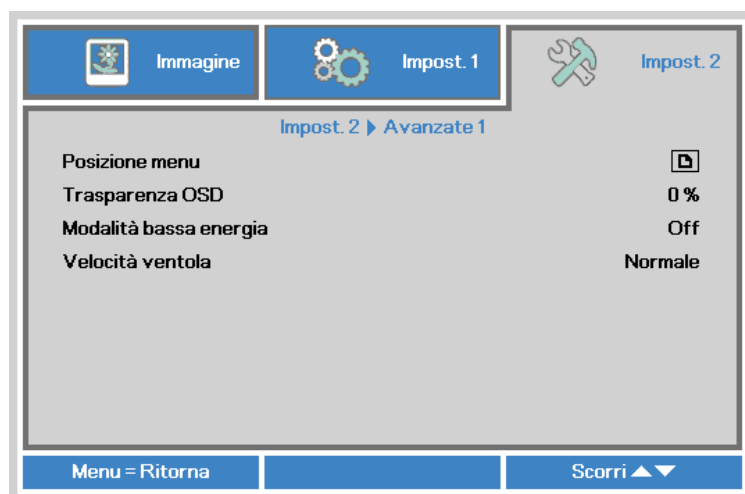 Immagine Impost. 1 Impost. 2
Impost. 2 Avanzate 1
Posizione menu
Trasparenza OSD 0 %
Modalità bassa energia Off
Velocità ventola Normale
Menu = Ritorna Scorri